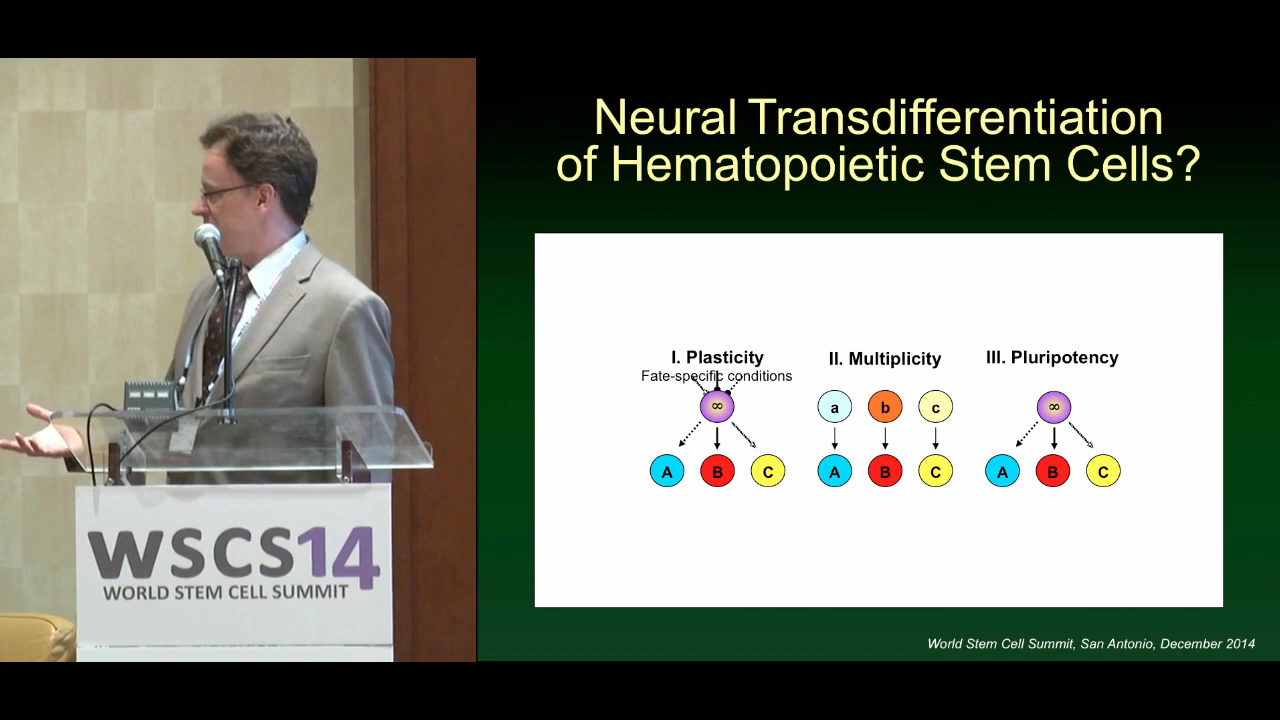 Neural Transdifferentiation
of Hematopoietic Stem Cells?
I. Plasticity
Fate-specific conditions
∞
A B C
II. Multiplicity
a b c
A B C
III. Pluripotency
∞
A B C
WSCS14
WORLD STEM CELL SUMMIT
World Stem Cell Summit, San Antonio, December 2014